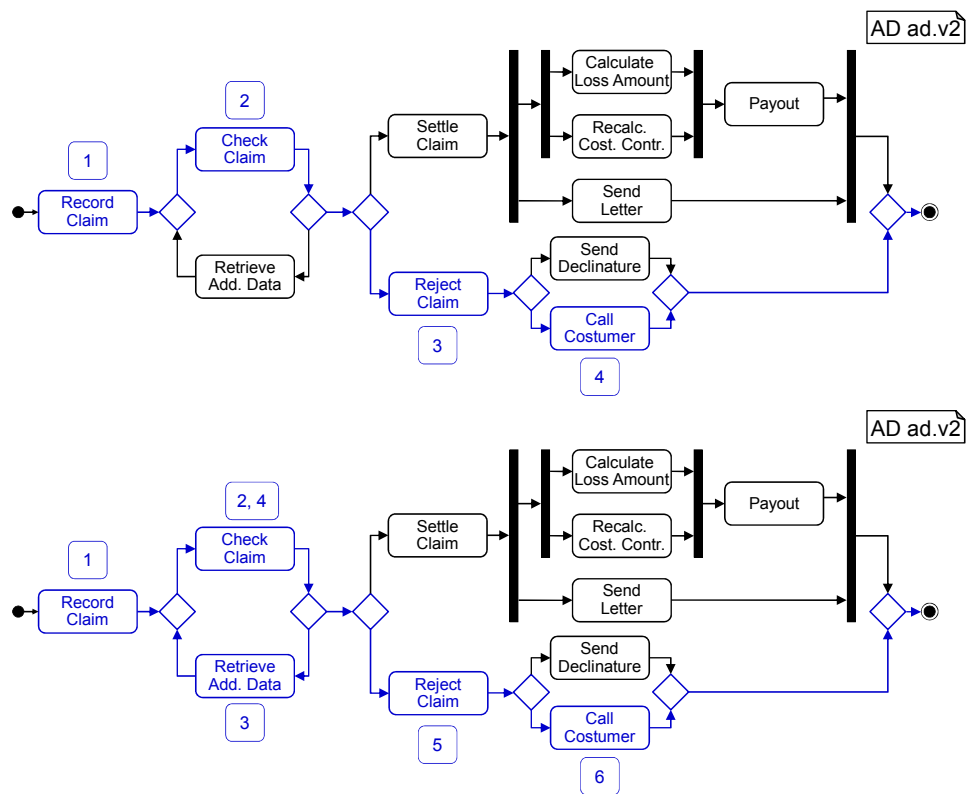 AD ad.v2
Calculate
Loss Amount
2
Payout
Settle
Claim
Check
Claim
Recalc.
Cost. Contr.
1
Record
Claim
Send
Letter
Retrieve
Add. Data
Send
Declinature
Reject
Claim
Call
Costumer
3
4
AD ad.v2
Calculate
Loss Amount
2, 4
Payout
Settle
Claim
Check
Claim
Recalc.
Cost. Contr.
1
Record
Claim
Send
Letter
Retrieve
Add. Data
Send
Declinature
Reject
Claim
Call
Costumer
3
5
6